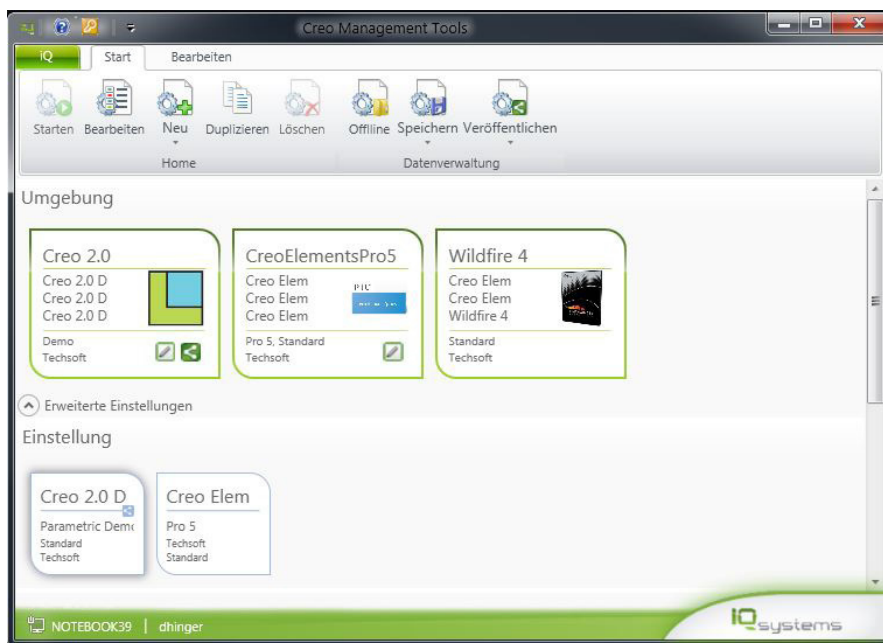 Creo Management Tools
iQ Start Bearbeiten
Starten Bearbeiten Neu Duplizieren Löschen Offline Speichern Veröffentlichen
Home Datenverwaltung
Umgebung
Creo 2.0
Creo 2.0 D
Creo 2.0 D
Creo 2.0 D
Demo
Techsoft
CreoElementsPro5
Creo Elem
Creo Elem
Creo Elem
Pro 5, Standard
Techsoft
Wildfire 4
Creo Elem
Creo Elem
Wildfire 4
Standard
Techsoft
Erweiterte Einstellungen
Einstellung
Creo 2.0 D
Parametric Demo
Standard
Techsoft
Creo Elem
Pro 5
Techsoft
Standard
NOTEBOOK39 | dhinger
iQ systems